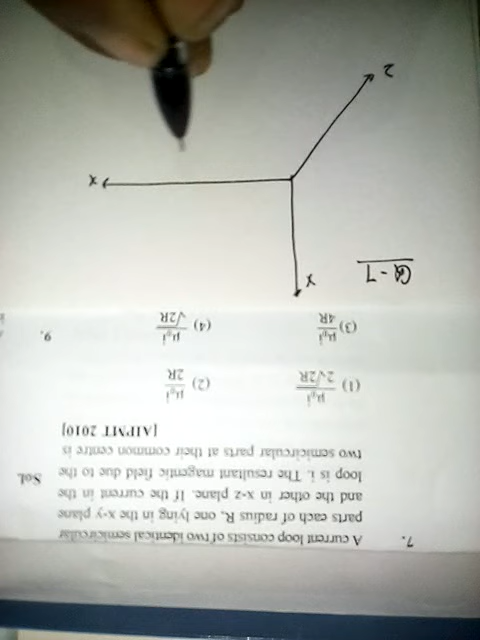 7. A current loop consists of two identical semicircular
parts each of radius R, one lying in the x-y plane
and the other in x-z plane. If the current in the
loop is i. The resultant magentic field due to the
two semicircular parts at their common centre is
[AIPMT 2010]
(1) μ₀i/2√2R (2) μ₀i/2R
(3) μ₀i/4R (4) μ₀i/√2R
Sol.
9.
Q-7
Y
X
Z